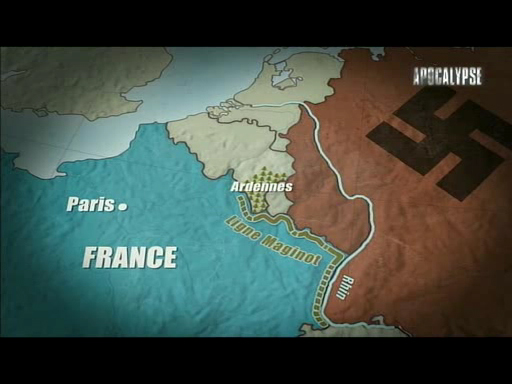 APOCALYPSE
Ardennes
Paris
Ligne Maginot
FRANCE
Rhin